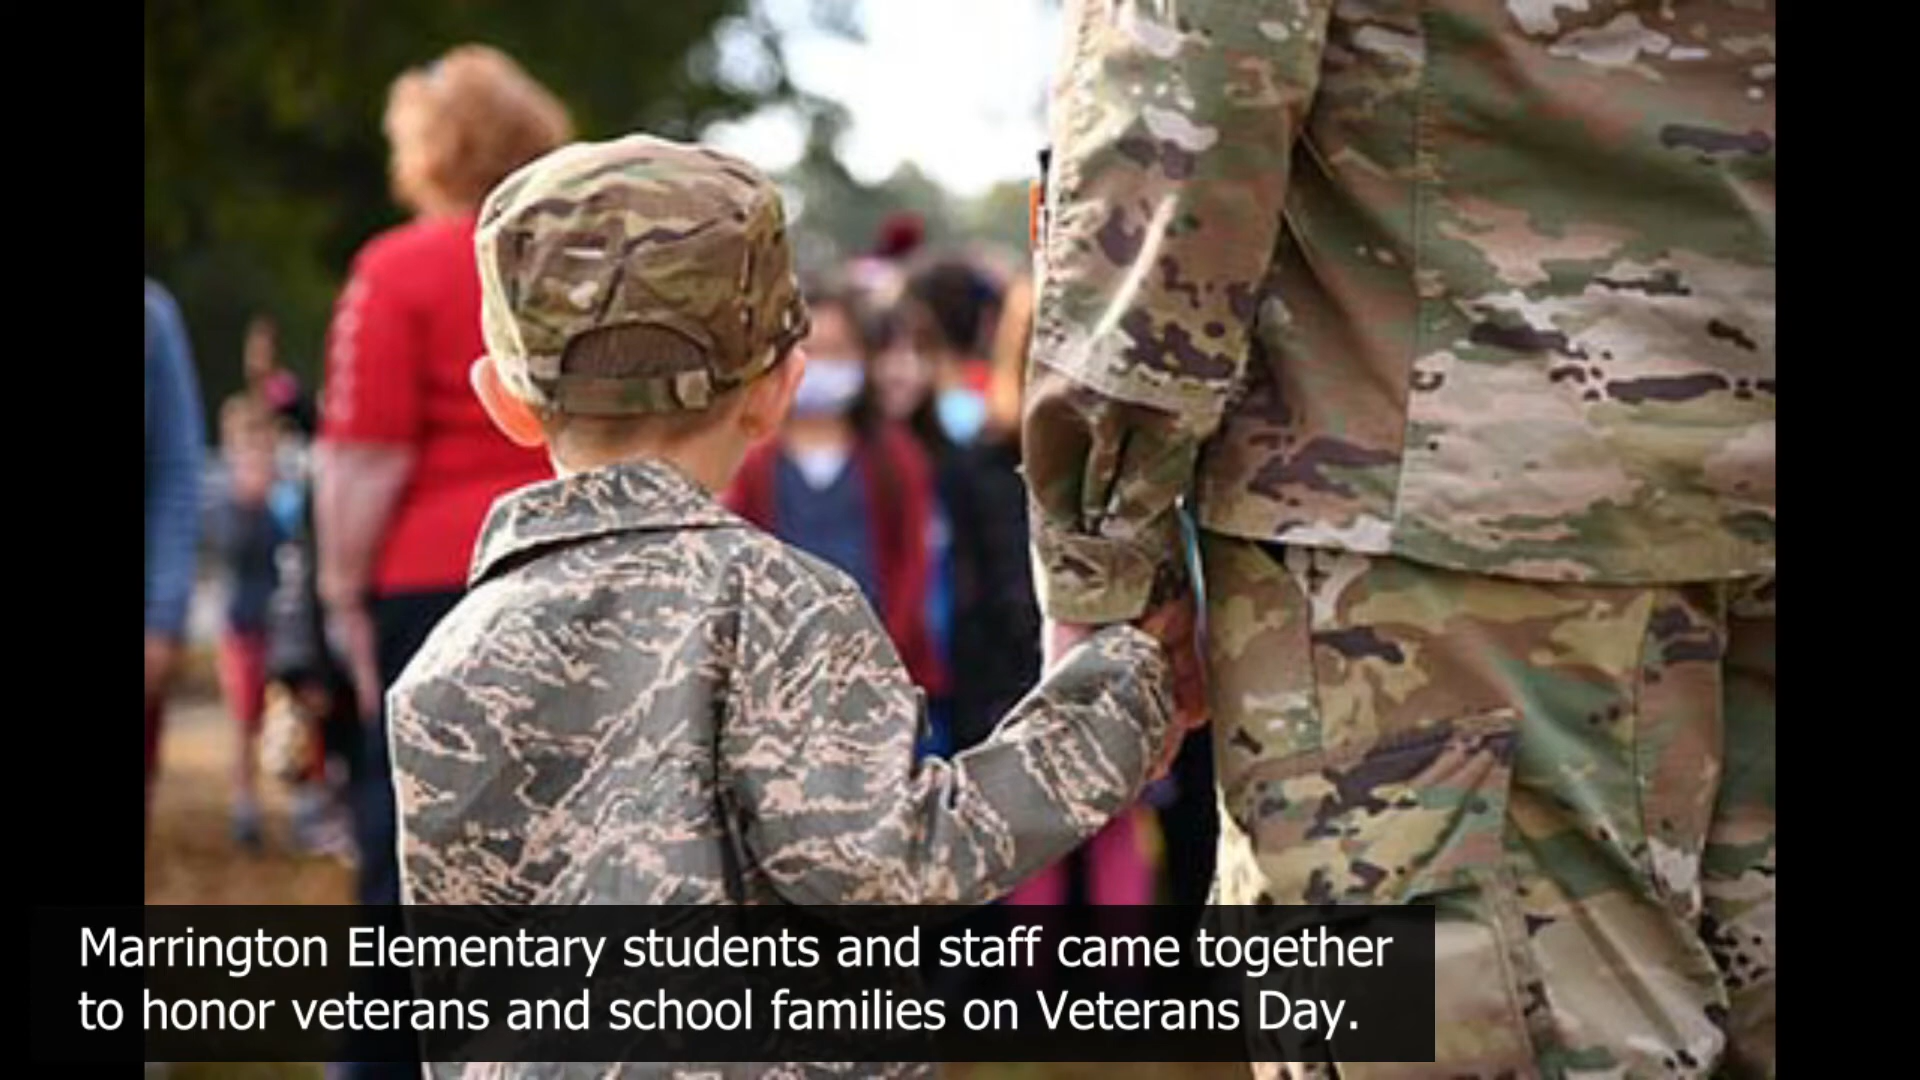 Marrington Elementary students and staff came together
to honor veterans and school families on Veterans Day.